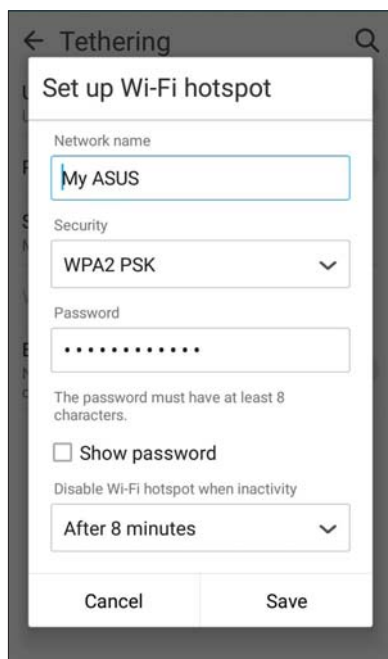 Tethering
Set up Wi-Fi hotspot
Network name
My ASUS
Security
WPA2 PSK
Password
••••••••••••
The password must have at least 8
characters.
Show password
Disable Wi-Fi hotspot when inactivity
After 8 minutes
Cancel
Save